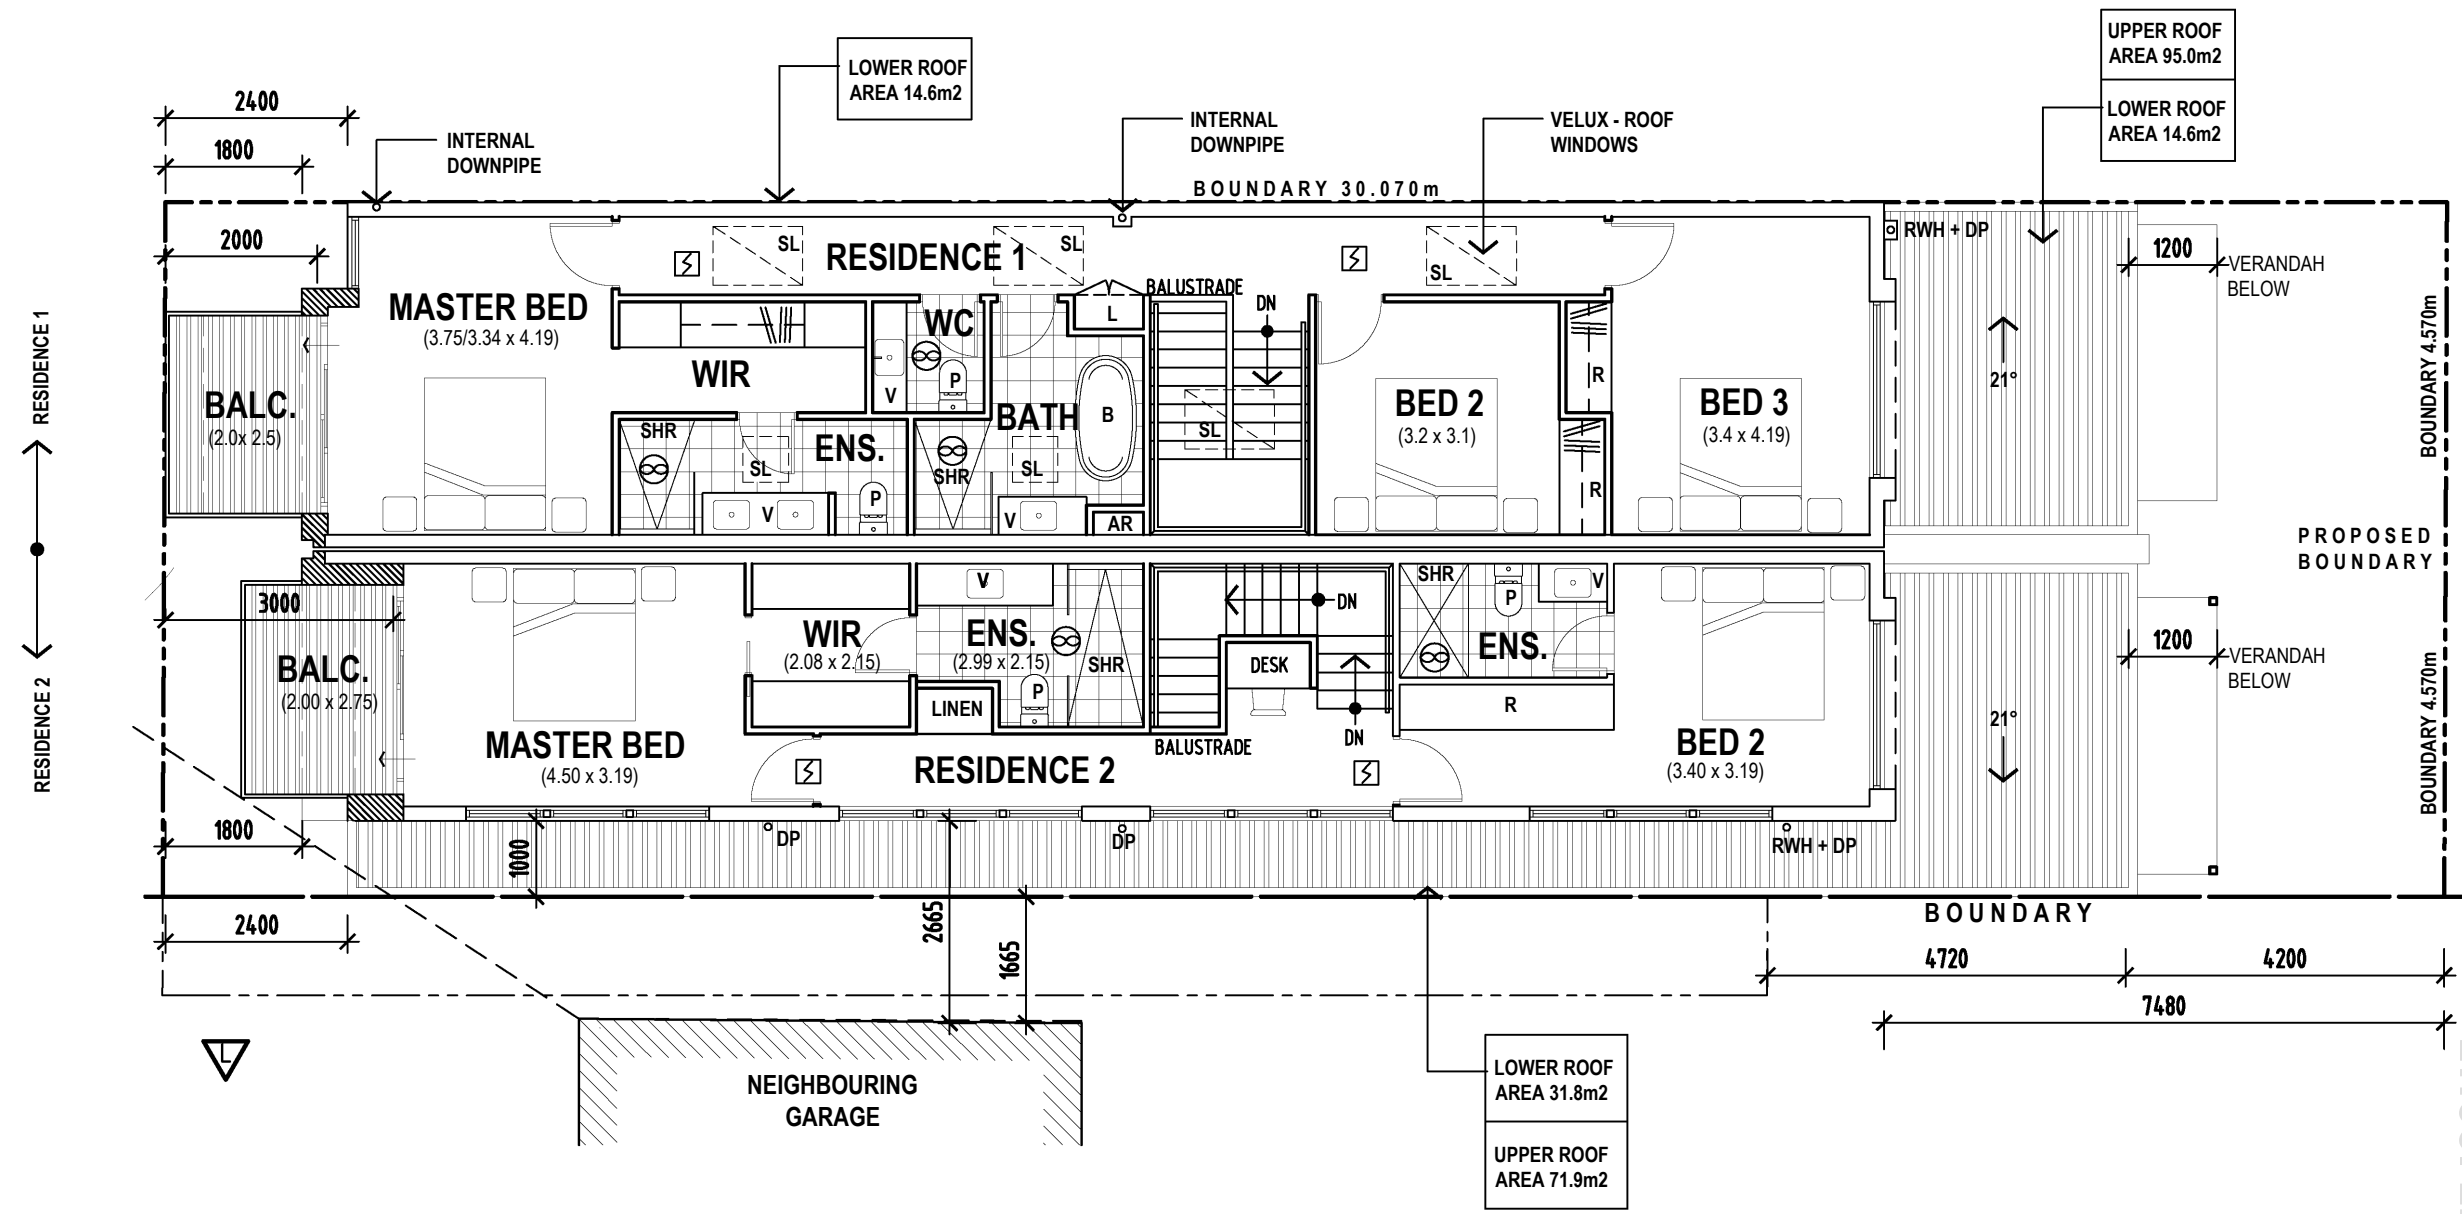 UPPER ROOF
AREA 95.0m2
LOWER ROOF
AREA 14.6m2
LOWER ROOF
AREA 14.6m2
2400
INTERNAL
DOWNPIPE
INTERNAL
DOWNPIPE
VELUX - ROOF
WINDOWS
1800
BOUNDARY 30.070m
2000
SL
RESIDENCE 1
SL
SL
RWH + DP
1200
VERANDAH
BELOW
BALUSTRADE
DN
L
RESIDENCE 1
MASTER BED
(3.75/3.34 x 4.19)
WIR
WC
V
P
BATH
B
BALC.
(2.0x 2.5)
SHR
SL
ENS.
V
P
SHR
SL
V
AR
SL
BED 2
(3.2 x 3.1)
R
R
BED 3
(3.4 x 4.19)
21°
BOUNDARY 4.570m
PROPOSED
BOUNDARY
3000
V
SHR
P
V
DN
WIR
(2.08 x 2.15)
ENS.
(2.99 x 2.15)
SHR
P
LINEN
DESK
ENS.
R
DN
BALC.
(2.00 x 2.75)
RESIDENCE 2
MASTER BED
(4.50 x 3.19)
RESIDENCE 2
BALUSTRADE
BED 2
(3.40 x 3.19)
21°
1200
VERANDAH
BELOW
BOUNDARY 4.570m
1800
1000
DP
DP
RWH + DP
2400
2665
1665
BOUNDARY
4720
4200
7480
L
NEIGHBOURING
GARAGE
LOWER ROOF
AREA 31.8m2
UPPER ROOF
AREA 71.9m2